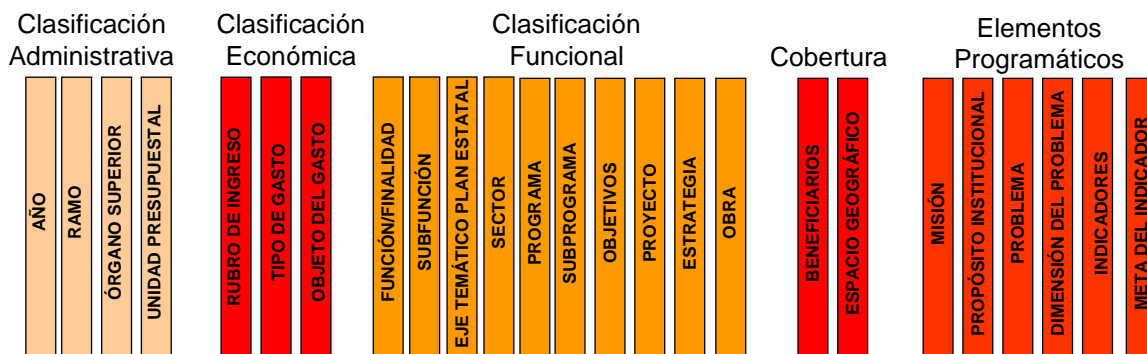 Clasificación
Administrativa
Clasificación
Económica
Clasificación
Funcional
Cobertura
Elementos
Programáticos
AÑO
RAMO
ÓRGANO SUPERIOR
UNIDAD PRESUPUESTAL
RUBRO DE INGRESO
TIPO DE GASTO
OBJETO DEL GASTO
FUNCIÓN/FINALIDAD
SUBFUNCIÓN
EJE TEMÁTICO PLAN ESTATAL
SECTOR
PROGRAMA
SUBPROGRAMA
OBJETIVOS
PROYECTO
ESTRATEGIA
OBRA
BENEFICIARIOS
ESPACIO GEOGRÁFICO
MISIÓN
PROPÓSITO INSTITUCIONAL
PROBLEMA
DIMENSIÓN DEL PROBLEMA
INDICADORES
META DEL INDICADOR